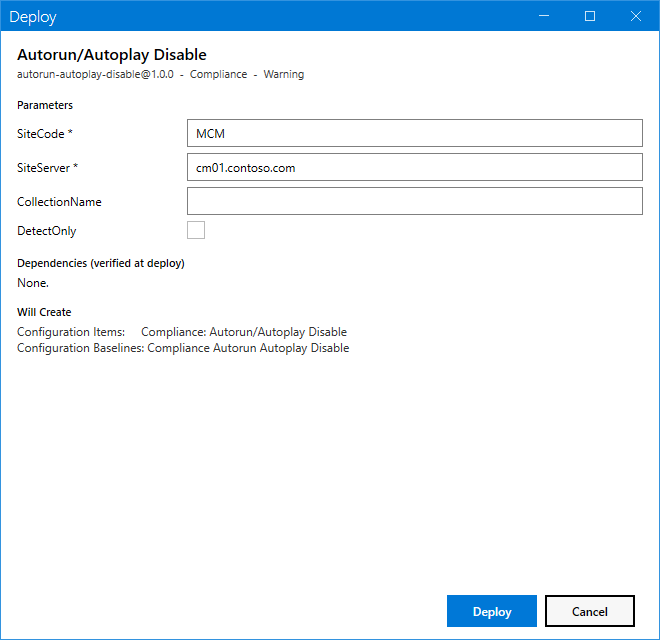 Deploy
Autorun/Autoplay Disable
autorun-autoplay-disable@1.0.0 - Compliance - Warning
Parameters
SiteCode * MCM
SiteServer * cm01.contoso.com
CollectionName
DetectOnly
Dependencies (verified at deploy)
None.
Will Create
Configuration Items: Compliance: Autorun/Autoplay Disable
Configuration Baselines: Compliance Autorun Autoplay Disable
Deploy Cancel